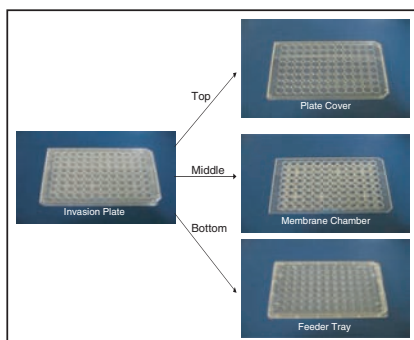 Top
Plate Cover
Middle
Invasion Plate
Membrane Chamber
Bottom
Feeder Tray